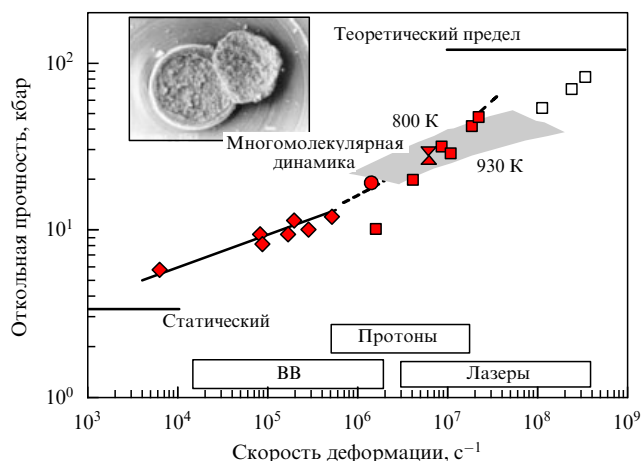 Теоретический предел
10²
800 К
Многомолекулярная
динамика
930 К
Откольная прочность, кбар
10¹
Статический
Протоны
ВВ
Лазеры
10⁰
10³
10⁴
10⁵
10⁶
10⁷
10⁸
10⁹
Скорость деформации, с⁻¹